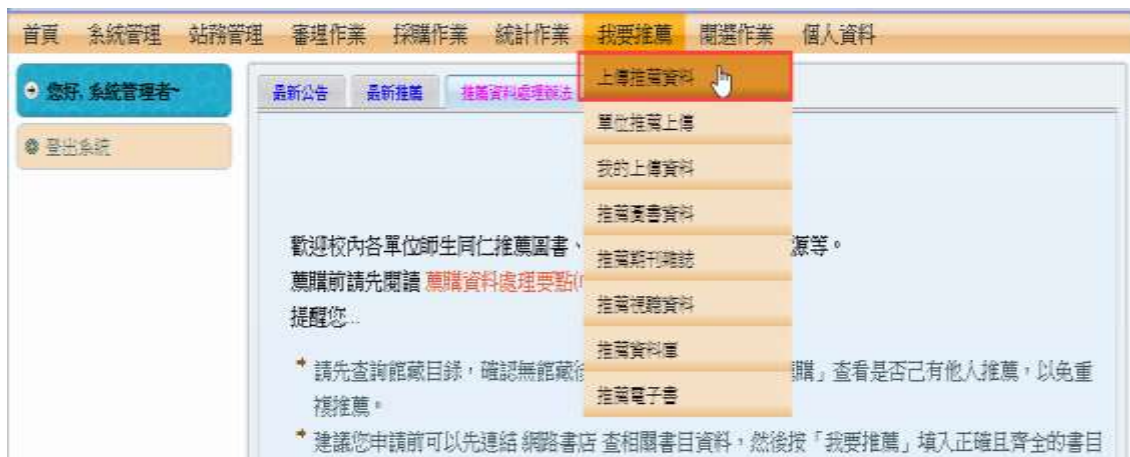 首頁 系統管理 站務管理 審理作業 採購作業 統計作業 我要推薦 閱選作業 個人資料
您好, 系統管理者~
登出系統
最新公告 最新推薦 推薦資料處理辦法
上傳推薦資料
單位推薦上傳
我的上傳資料
推薦圖書資料
推薦期刊雜誌
推薦視聽資料
推薦資料庫
推薦電子書
歡迎校內各單位師生同仁推薦圖書、 源等。
薦購前請先閱讀 薦購資料處理要點(
提醒您...
請先查詢館藏目錄，確認無館藏後 購」查看是否己有他人推薦，以免重
複推薦。
建議您申請前可以先連結 網路書店 查相關書目資料，然後按「我要推薦」填入正確且齊全的書目